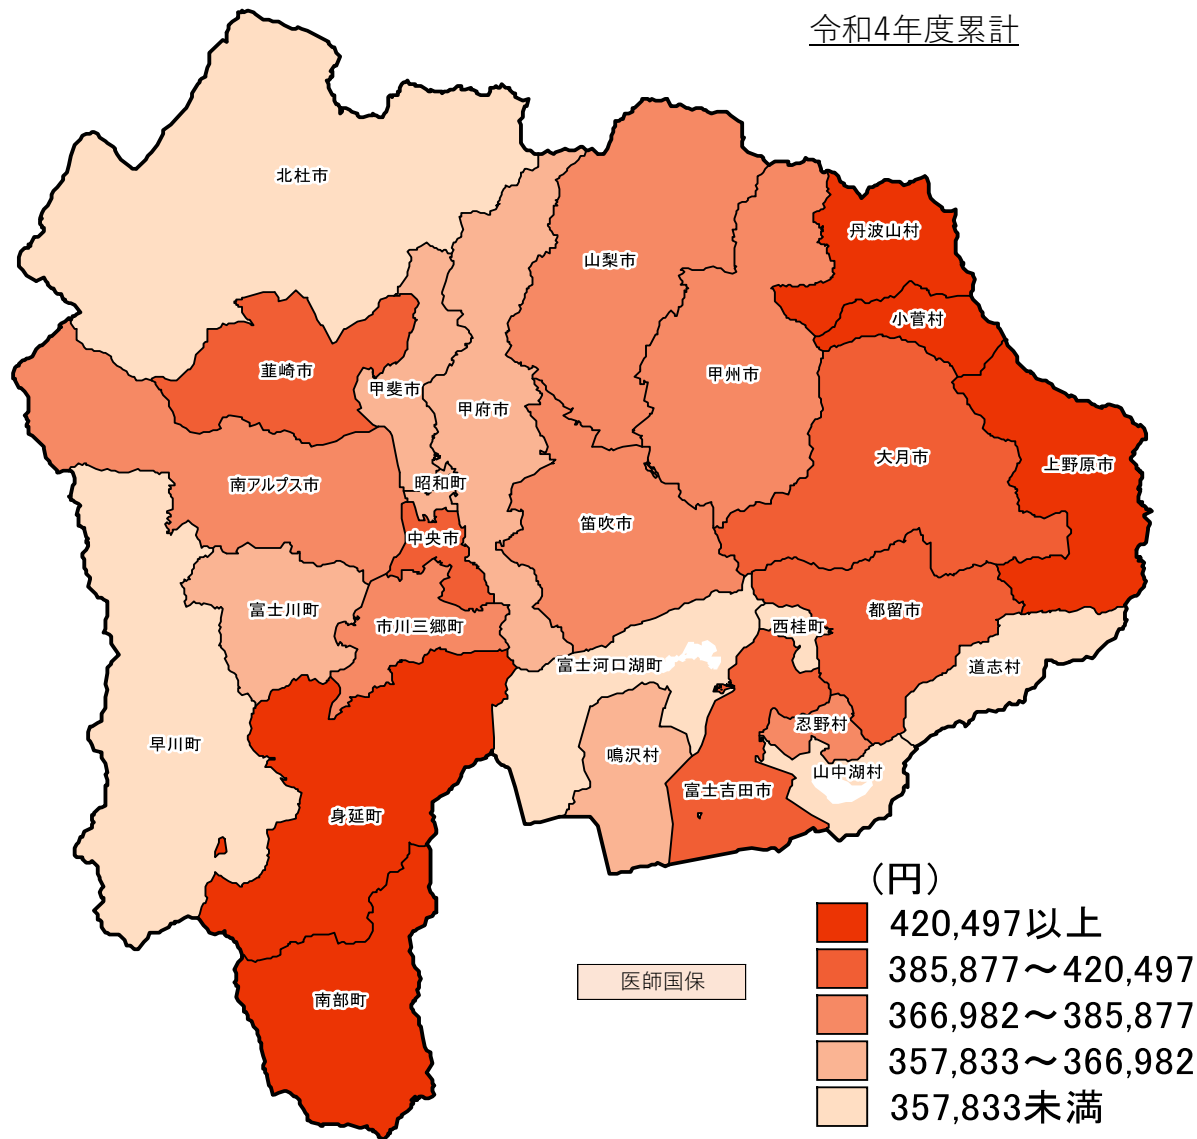 令和4年度累計
北杜市
丹波山村
山梨市
小菅村
韮崎市
甲斐市
甲州市
甲府市
大月市
上野原市
南アルプス市
昭和町
笛吹市
中央市
富士川町
都留市
市川三郷町
西桂町
富士河口湖町
道志村
忍野村
早川町
鳴沢村
山中湖村
富士吉田市
身延町
南部町
医師国保
(円)
420,497以上
385,877～420,497
366,982～385,877
357,833～366,982
357,833未満